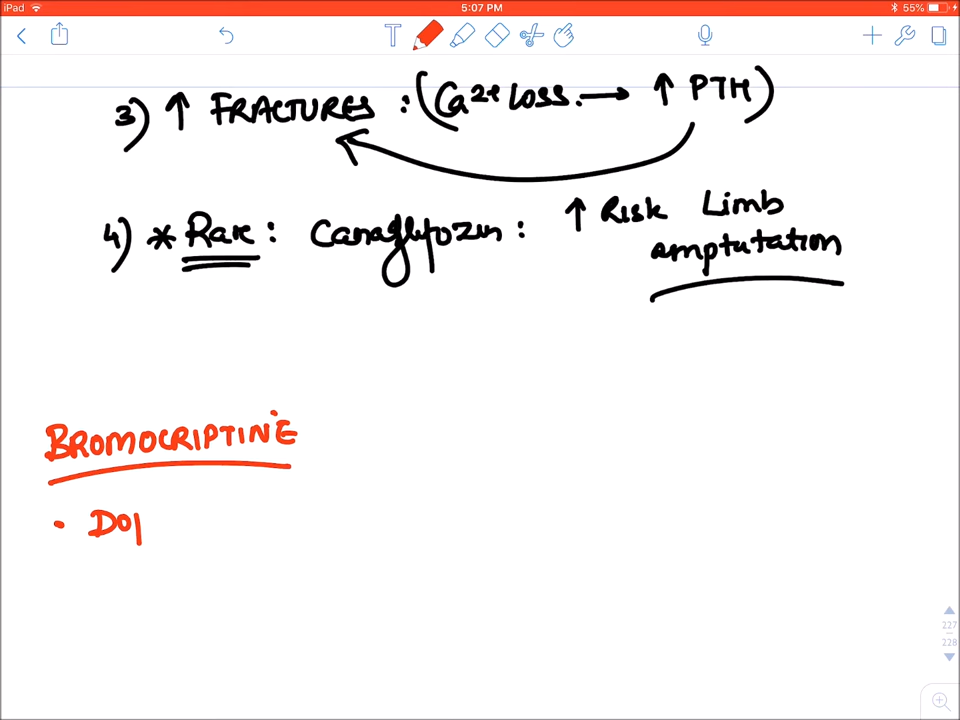 iPad 5:07 PM 55%
T
3) ↑ FRACTURES : (Ca2+ LOSS. → ↑ PTH)
4) * Rare : Canaglifozin : ↑ Risk Limb
amptutation
BROMOCRIPTINE
• Dop
227
228